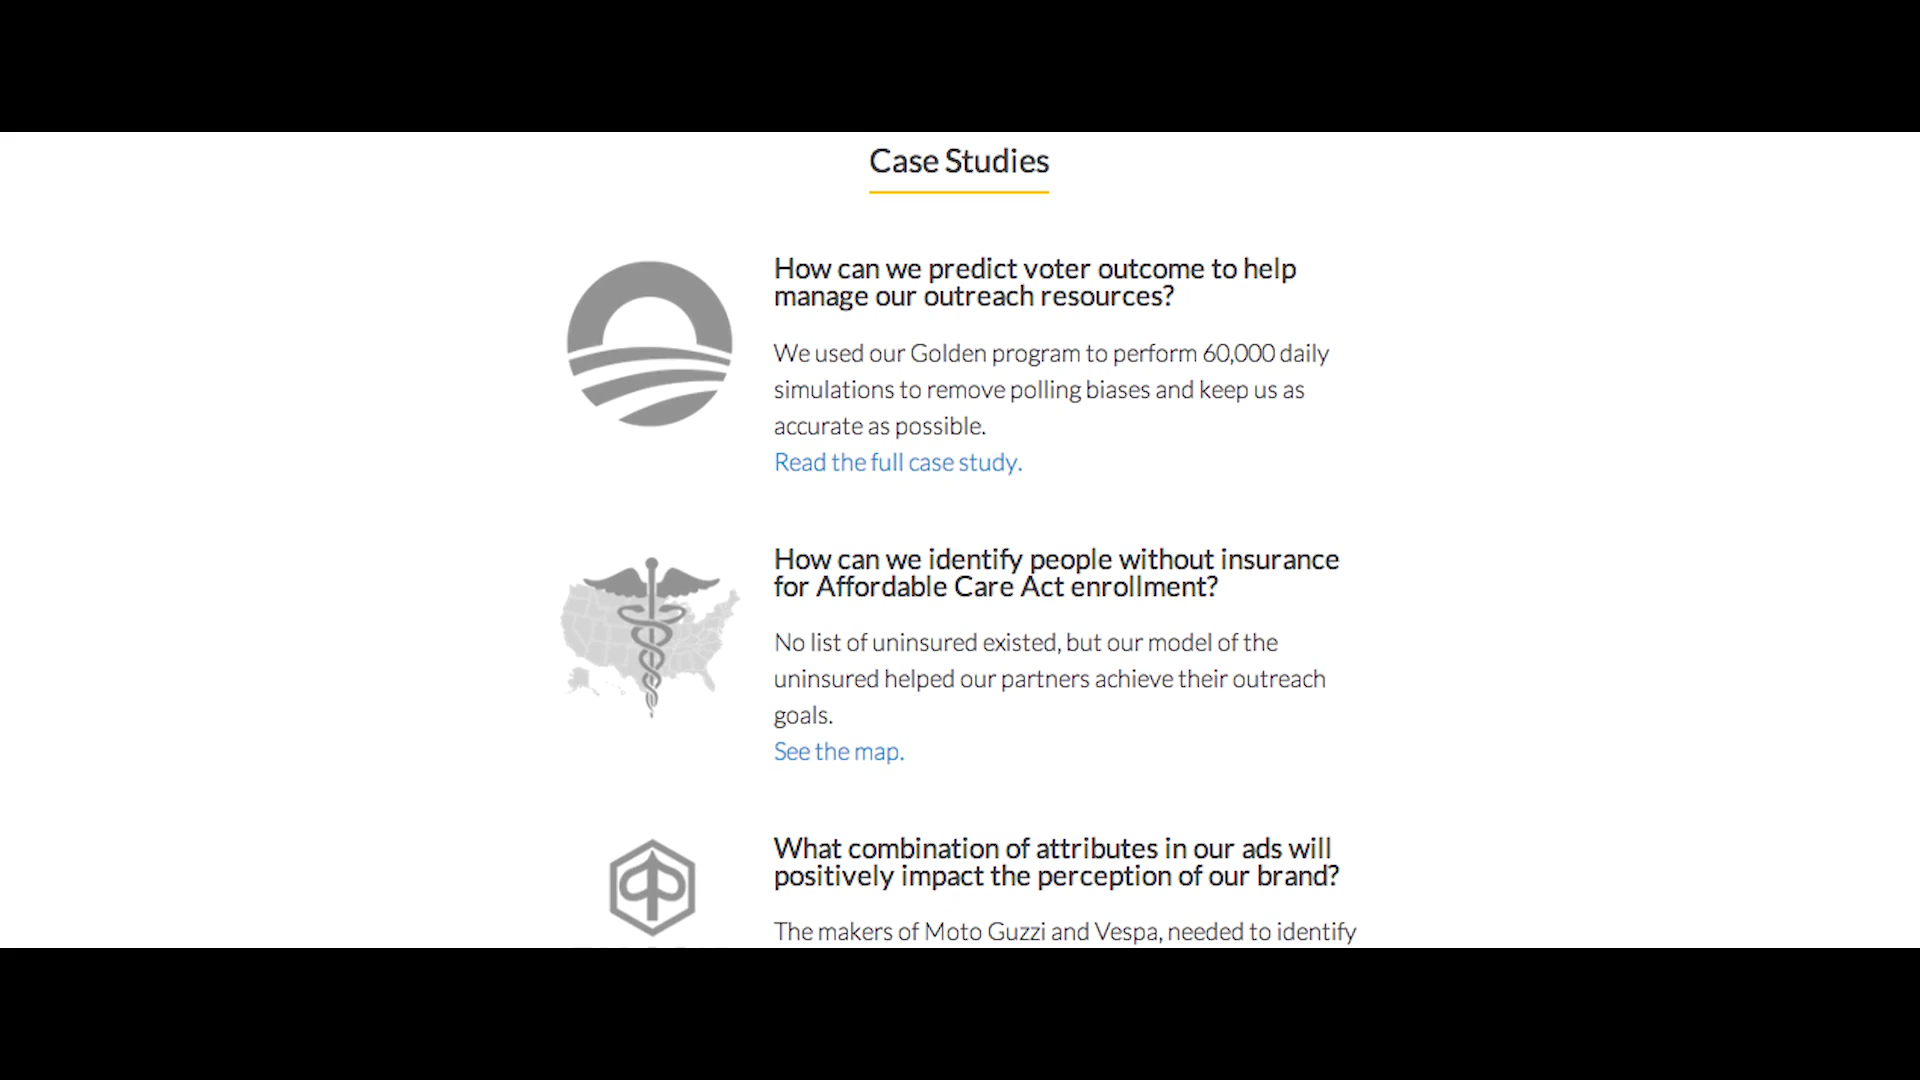 Case Studies
How can we predict voter outcome to help
manage our outreach resources?
We used our Golden program to perform 60,000 daily
simulations to remove polling biases and keep us as
accurate as possible.
Read the full case study.
How can we identify people without insurance
for Affordable Care Act enrollment?
No list of uninsured existed, but our model of the
uninsured helped our partners achieve their outreach
goals.
See the map.
What combination of attributes in our ads will
positively impact the perception of our brand?
The makers of Moto Guzzi and Vespa, needed to identify